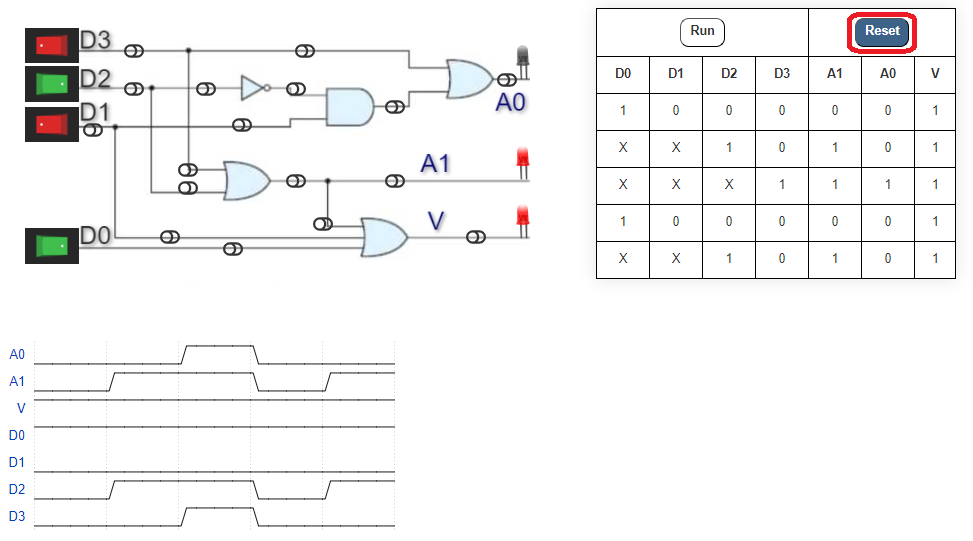 D3
D2
D1
D0
A0
A1
V
Run Reset
D0 D1 D2 D3 A1 A0 V
1 0 0 0 0 0 1
X X 1 0 1 0 1
X X X 1 1 1 1
1 0 0 0 0 0 1
X X 1 0 1 0 1
A0
A1
V
D0
D1
D2
D3